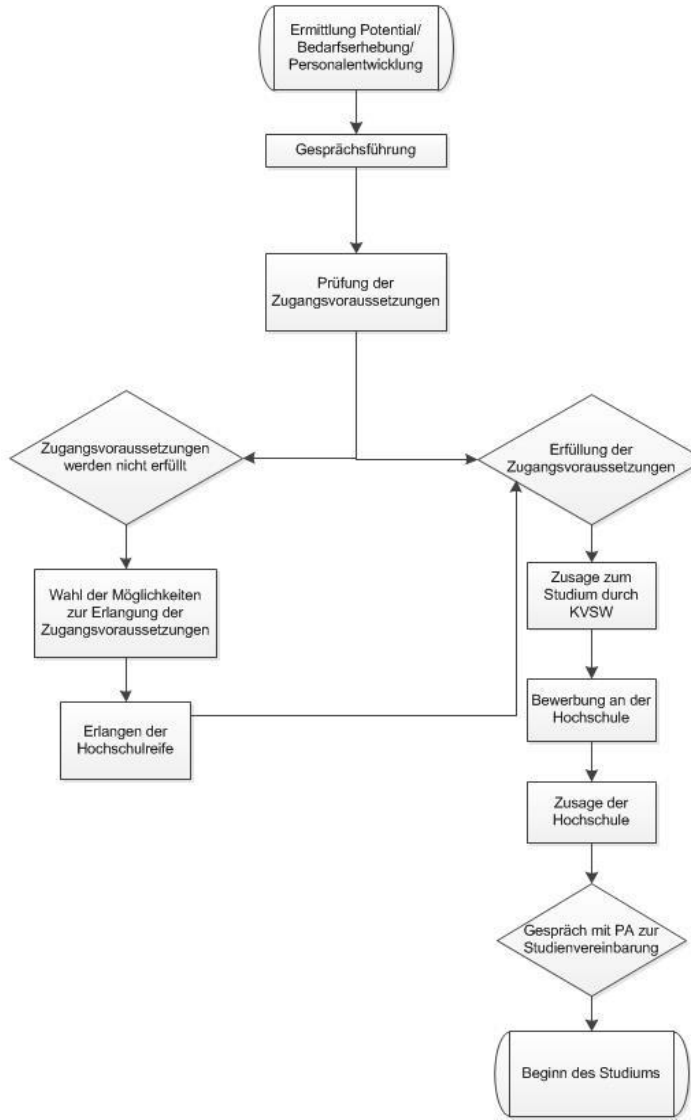 Ermittlung Potential/
Bedarfserhebung/
Personalentwicklung
Gesprächsführung
Prüfung der
Zugangsvoraussetzungen
Zugangsvoraussetzungen
werden nicht erfüllt
Erfüllung der
Zugangsvoraussetzungen
Wahl der Möglichkeiten
zur Erlangung der
Zugangsvoraussetzungen
Zusage zum
Studium durch
KVSW
Erlangen der
Hochschulreife
Bewerbung an der
Hochschule
Zusage der
Hochschule
Gespräch mit PA zur
Studienvereinbarung
Beginn des Studiums